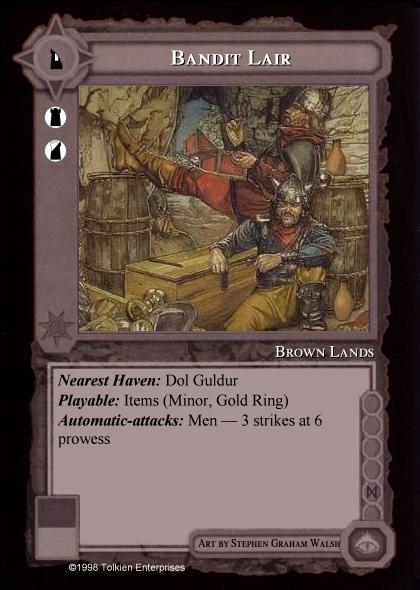 Bandit Lair
Brown Lands
Nearest Haven: Dol Guldur
Playable: Items (Minor, Gold Ring)
Automatic-attacks: Men — 3 strikes at 6
prowess
Art by Stephen Graham Walsh
©1998 Tolkien Enterprises